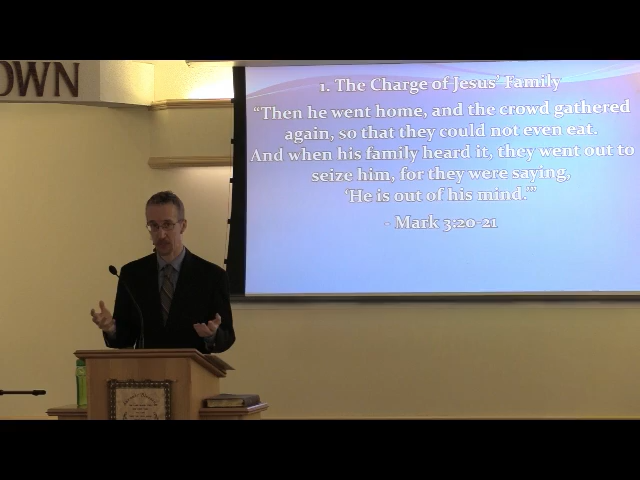 OWN
1. The Charge of Jesus' Family
“Then he went home, and the crowd gathered
again, so that they could not even eat.
And when his family heard it, they went out to
seize him, for they were saying,
‘He is out of his mind.’”
- Mark 3:20-21